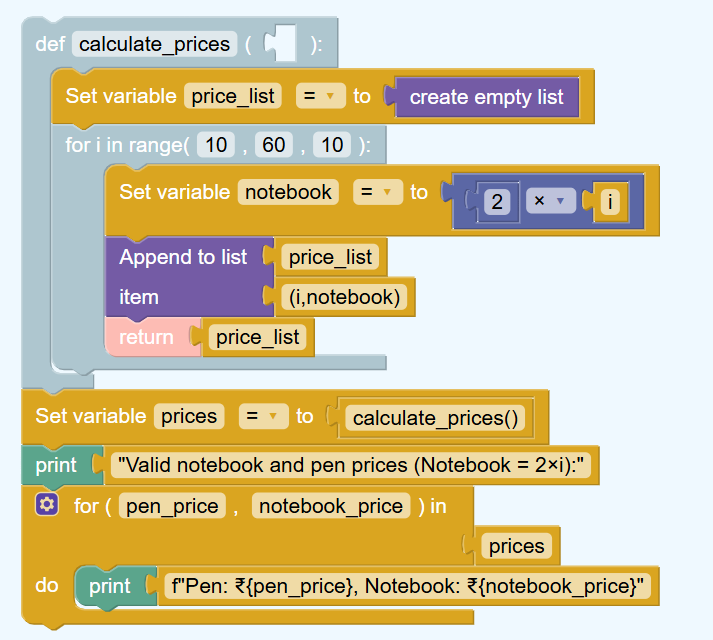 def calculate_prices ( ):
Set variable price_list = to create empty list
for i in range( 10 , 60 , 10 ):
Set variable notebook = to 2 × i
Append to list price_list
item (i,notebook)
return price_list
Set variable prices = to calculate_prices()
print "Valid notebook and pen prices (Notebook = 2×i):"
for ( pen_price , notebook_price ) in
prices
do print f"Pen: ₹{pen_price}, Notebook: ₹{notebook_price}"